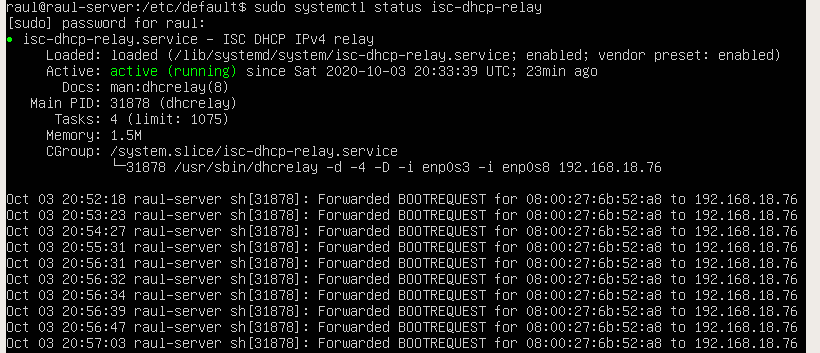 raul@raul-server:/etc/default$ sudo systemctl status isc-dhcp-relay
[sudo] password for raul:
● isc-dhcp-relay.service - ISC DHCP IPv4 relay
Loaded: loaded (/lib/systemd/system/isc-dhcp-relay.service; enabled; vendor preset: enabled)
Active: active (running) since Sat 2020-10-03 20:33:39 UTC; 23min ago
Docs: man:dhcrelay(8)
Main PID: 31878 (dhcrelay)
Tasks: 4 (limit: 1075)
Memory: 1.5M
CGroup: /system.slice/isc-dhcp-relay.service
└─31878 /usr/sbin/dhcrelay -d -4 -D -i enp0s3 -i enp0s8 192.168.18.76
Oct 03 20:52:18 raul-server sh[31878]: Forwarded BOOTREQUEST for 08:00:27:6b:52:a8 to 192.168.18.76
Oct 03 20:53:23 raul-server sh[31878]: Forwarded BOOTREQUEST for 08:00:27:6b:52:a8 to 192.168.18.76
Oct 03 20:54:27 raul-server sh[31878]: Forwarded BOOTREQUEST for 08:00:27:6b:52:a8 to 192.168.18.76
Oct 03 20:55:31 raul-server sh[31878]: Forwarded BOOTREQUEST for 08:00:27:6b:52:a8 to 192.168.18.76
Oct 03 20:56:31 raul-server sh[31878]: Forwarded BOOTREQUEST for 08:00:27:6b:52:a8 to 192.168.18.76
Oct 03 20:56:32 raul-server sh[31878]: Forwarded BOOTREQUEST for 08:00:27:6b:52:a8 to 192.168.18.76
Oct 03 20:56:34 raul-server sh[31878]: Forwarded BOOTREQUEST for 08:00:27:6b:52:a8 to 192.168.18.76
Oct 03 20:56:39 raul-server sh[31878]: Forwarded BOOTREQUEST for 08:00:27:6b:52:a8 to 192.168.18.76
Oct 03 20:56:47 raul-server sh[31878]: Forwarded BOOTREQUEST for 08:00:27:6b:52:a8 to 192.168.18.76
Oct 03 20:57:03 raul-server sh[31878]: Forwarded BOOTREQUEST for 08:00:27:6b:52:a8 to 192.168.18.76